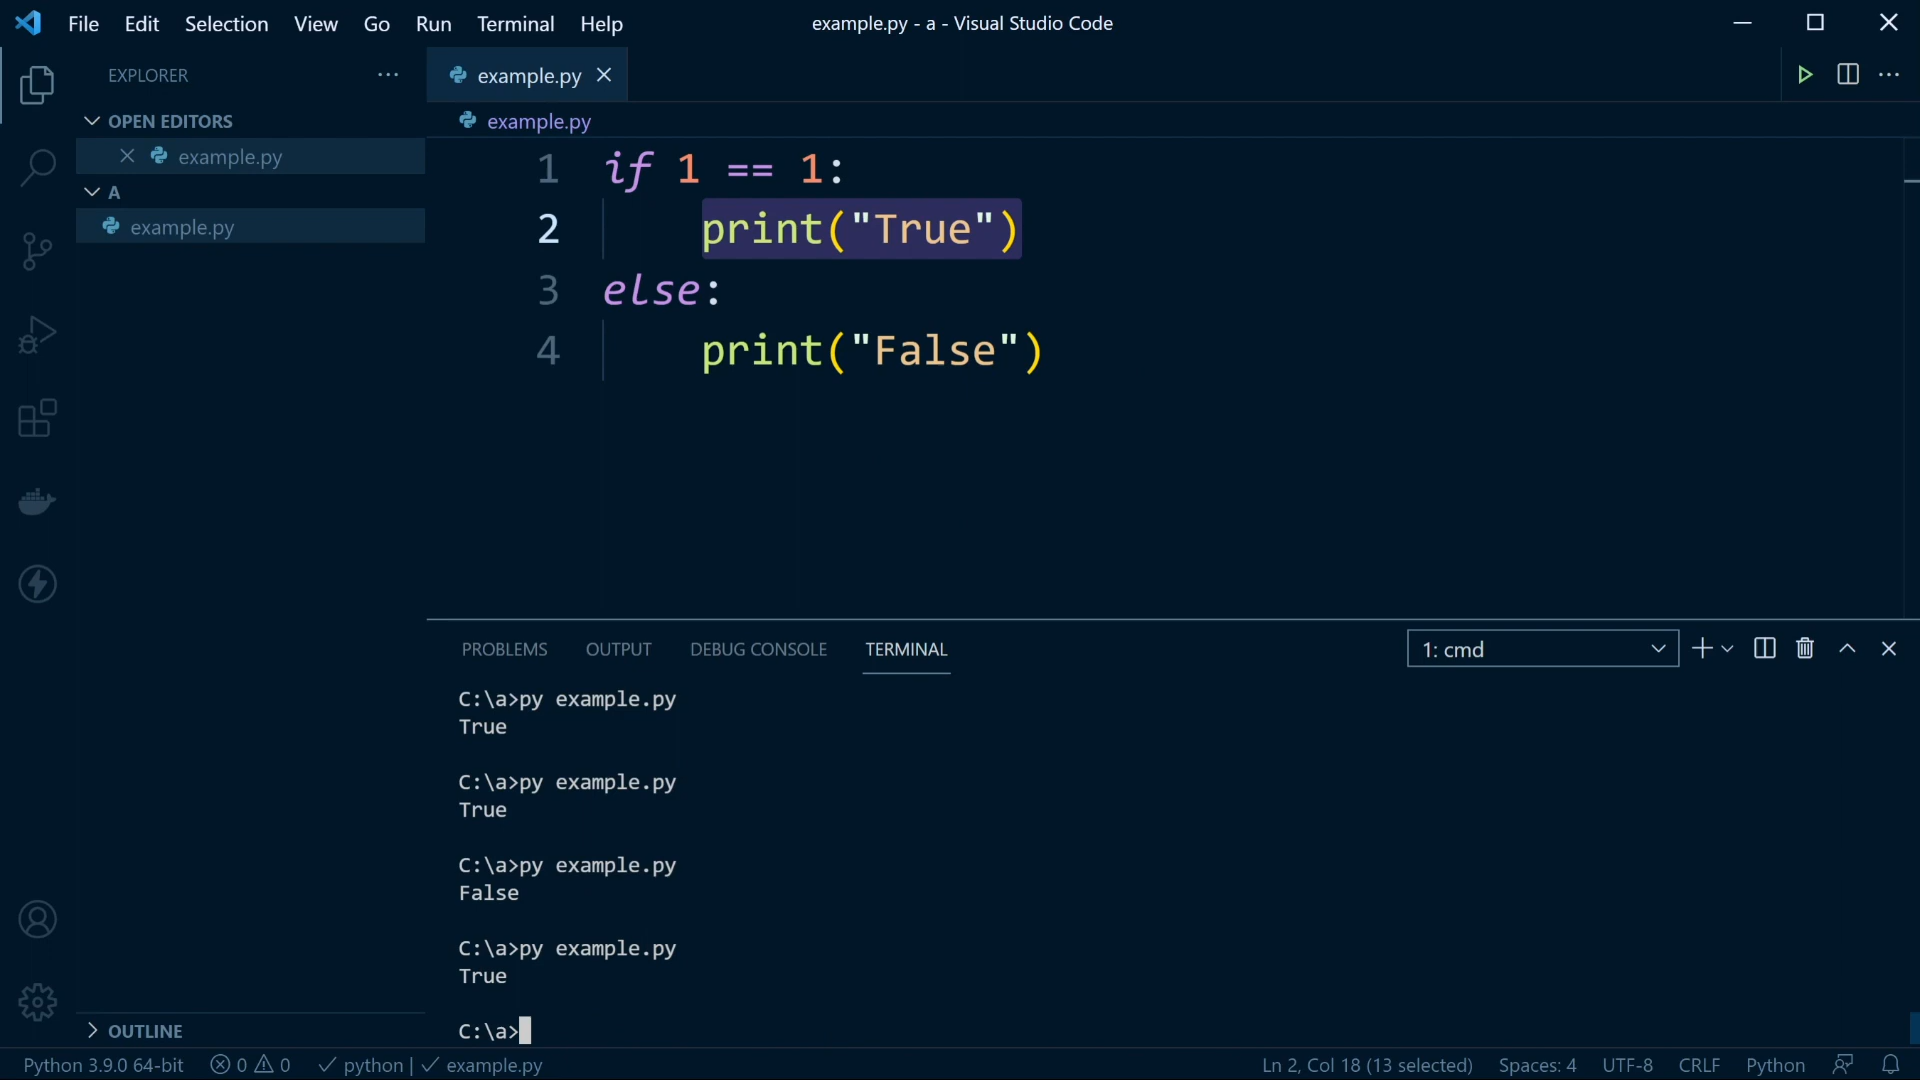 File Edit Selection View Go Run Terminal Help
example.py - a - Visual Studio Code
EXPLORER
OPEN EDITORS
example.py
A
example.py
OUTLINE
example.py
example.py
1 if 1 == 1:
2 print("True")
3 else:
4 print("False")
PROBLEMS OUTPUT DEBUG CONSOLE TERMINAL
1: cmd
C:\a>py example.py
True
C:\a>py example.py
True
C:\a>py example.py
False
C:\a>py example.py
True
C:\a>
Python 3.9.0 64-bit 0 0 python | example.py Ln 2, Col 18 (13 selected) Spaces: 4 UTF-8 CRLF Python